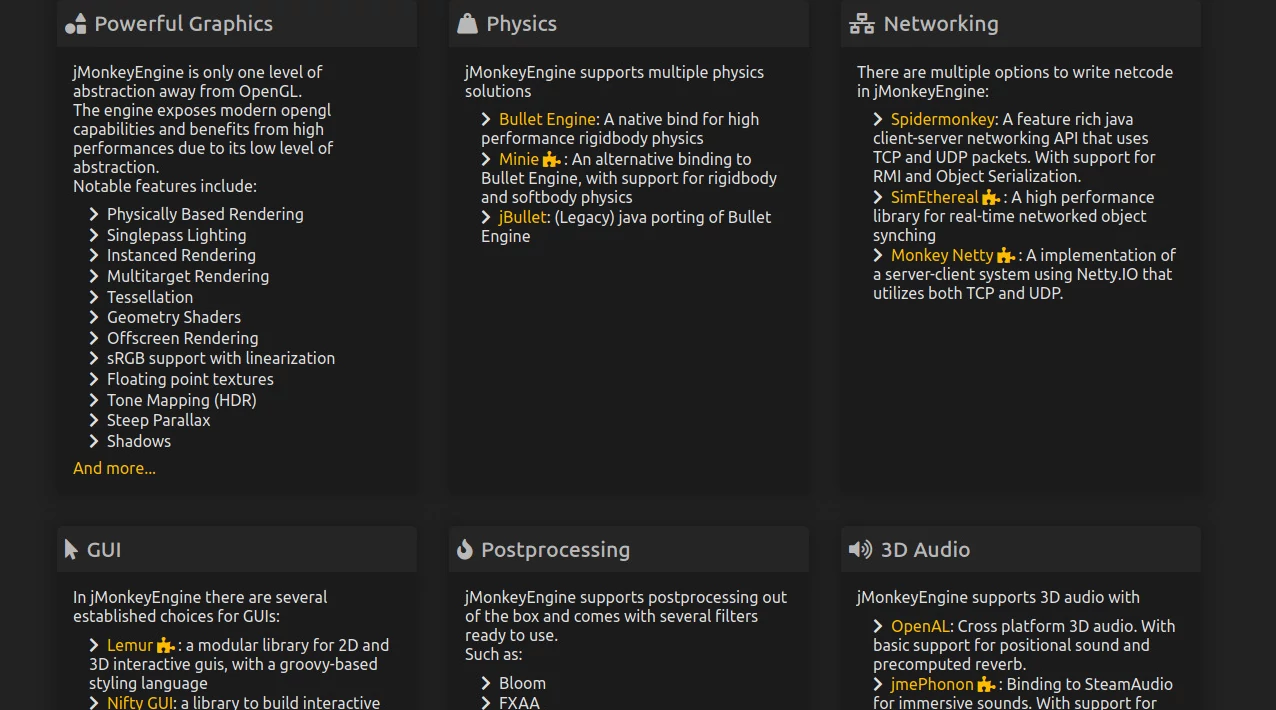 Powerful Graphics
jMonkeyEngine is only one level of
abstraction away from OpenGL.
The engine exposes modern opengl
capabilities and benefits from high
performances due to its low level of
abstraction.
Notable features include:
Physically Based Rendering
Singlepass Lighting
Instanced Rendering
Multitarget Rendering
Tessellation
Geometry Shaders
Offscreen Rendering
sRGB support with linearization
Floating point textures
Tone Mapping (HDR)
Steep Parallax
Shadows
And more...
Physics
jMonkeyEngine supports multiple physics
solutions
Bullet Engine: A native bind for high
performance rigidbody physics
Minie : An alternative binding to
Bullet Engine, with support for rigidbody
and softbody physics
jBullet: (Legacy) java porting of Bullet
Engine
Networking
There are multiple options to write netcode
in jMonkeyEngine:
Spidermonkey: A feature rich java
client-server networking API that uses
TCP and UDP packets. With support for
RMI and Object Serialization.
SimEthereal : A high performance
library for real-time networked object
synching
Monkey Netty : A implementation of
a server-client system using Netty.IO that
utilizes both TCP and UDP.
GUI
In jMonkeyEngine there are several
established choices for GUIs:
Lemur : a modular library for 2D and
3D interactive guis, with a groovy-based
styling language
Nifty GUI: a library to build interactive
Postprocessing
jMonkeyEngine supports postprocessing out
of the box and comes with several filters
ready to use.
Such as:
Bloom
FXAA
3D Audio
jMonkeyEngine supports 3D audio with
OpenAL: Cross platform 3D audio. With
basic support for positional sound and
precomputed reverb.
jmePhonon : Binding to SteamAudio
for immersive sounds. With support for